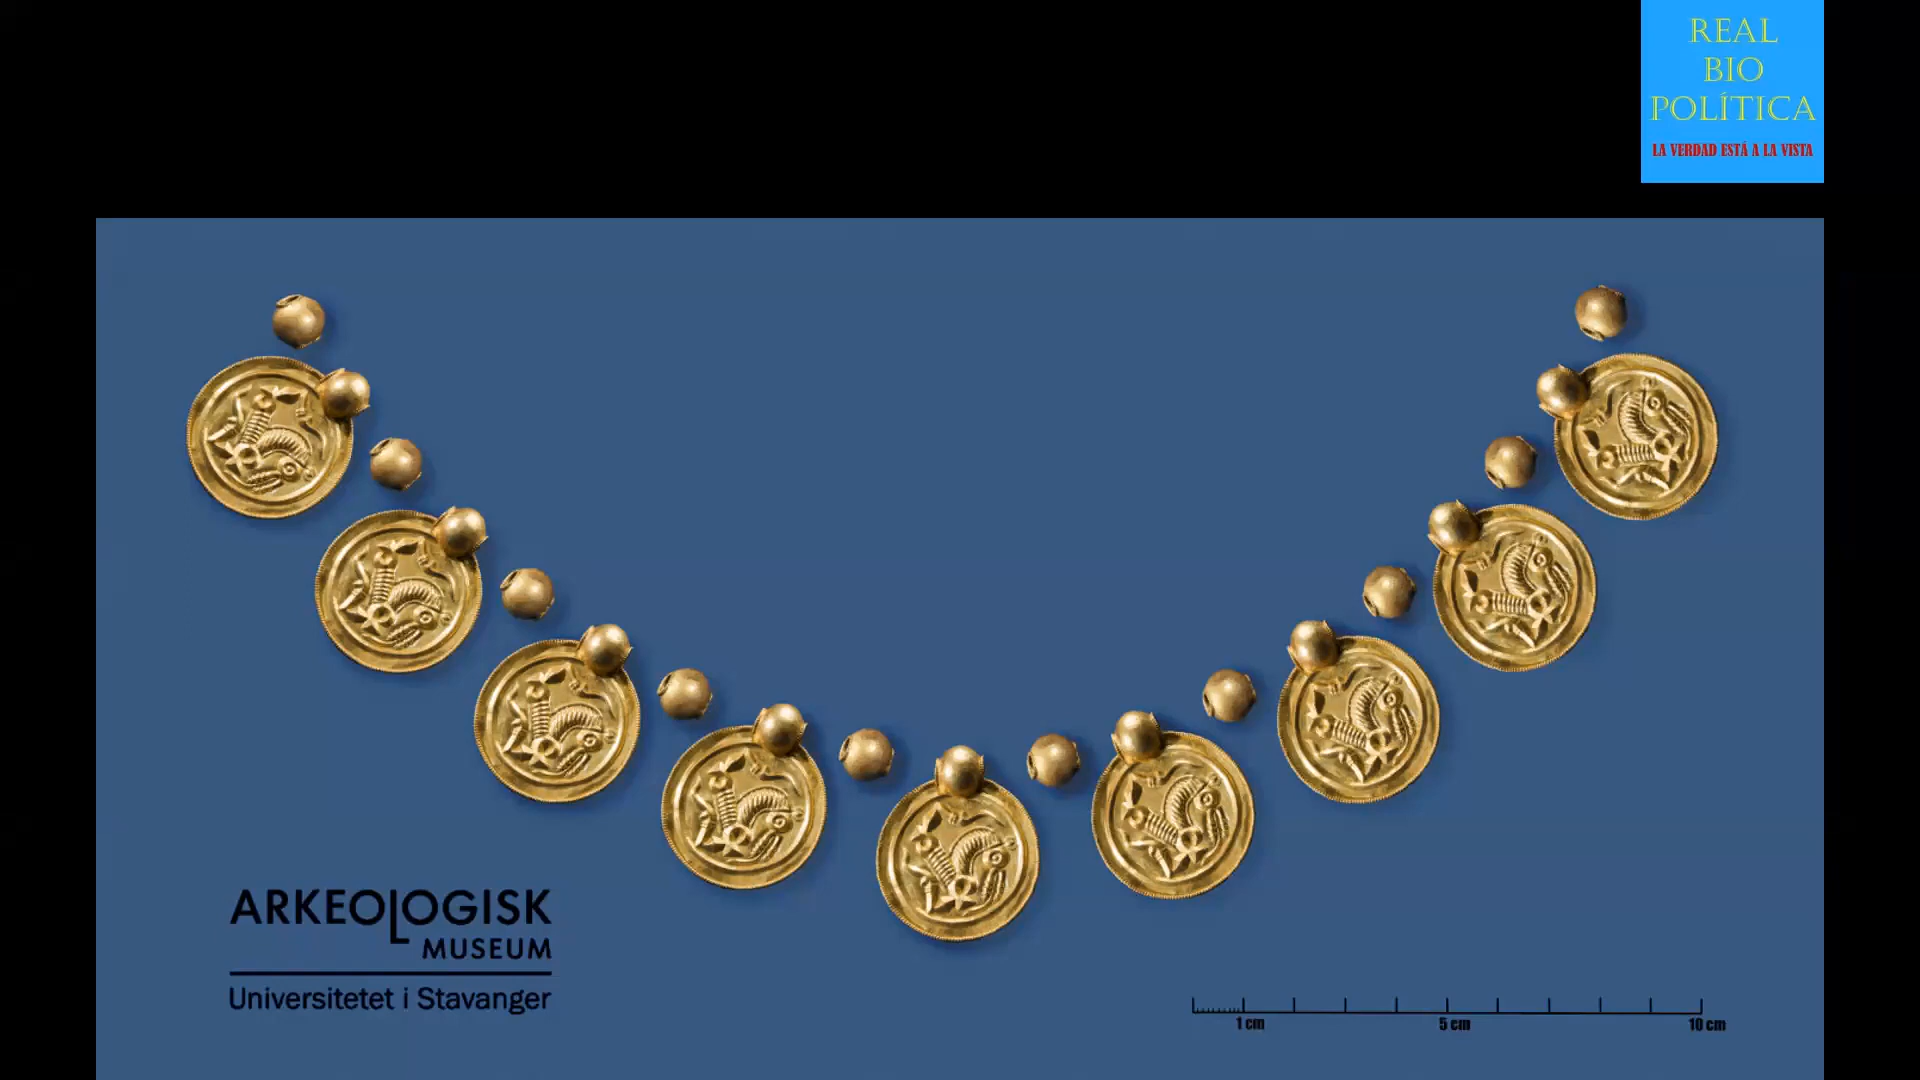 REAL
BIO
POLÍTICA
LA VERDAD ESTÁ A LA VISTA
ARKEOLOGISK
MUSEUM
Universitetet i Stavanger
1 cm 5 cm 10 cm